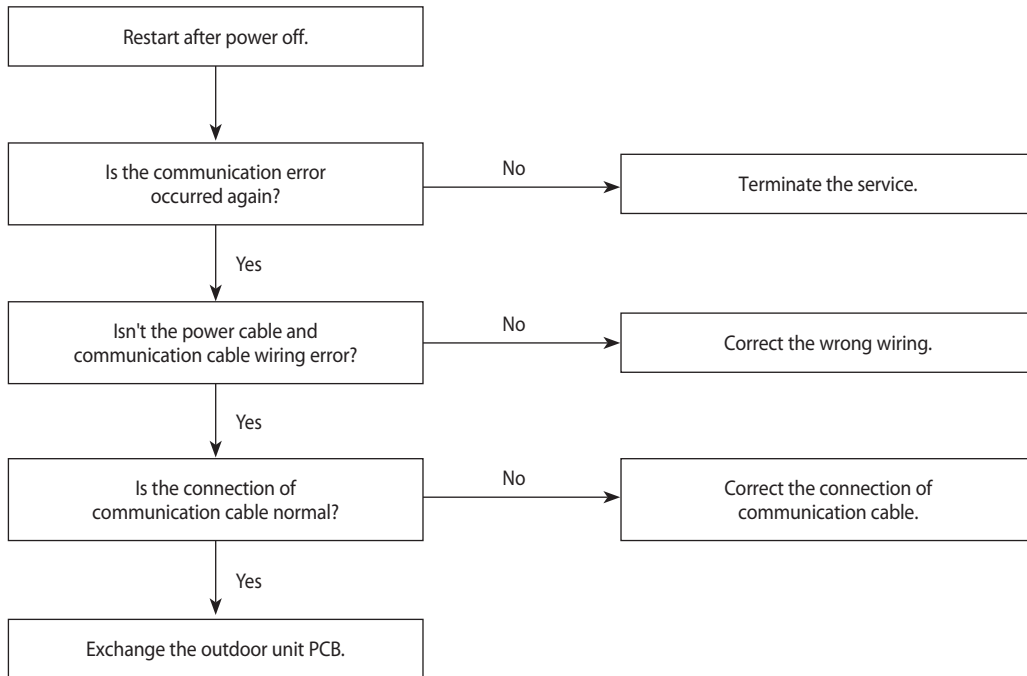 Restart after power off.
Is the communication error
occurred again?
No
Terminate the service.
Yes
Isn't the power cable and
communication cable wiring error?
No
Correct the wrong wiring.
Yes
Is the connection of
communication cable normal?
No
Correct the connection of
communication cable.
Yes
Exchange the outdoor unit PCB.